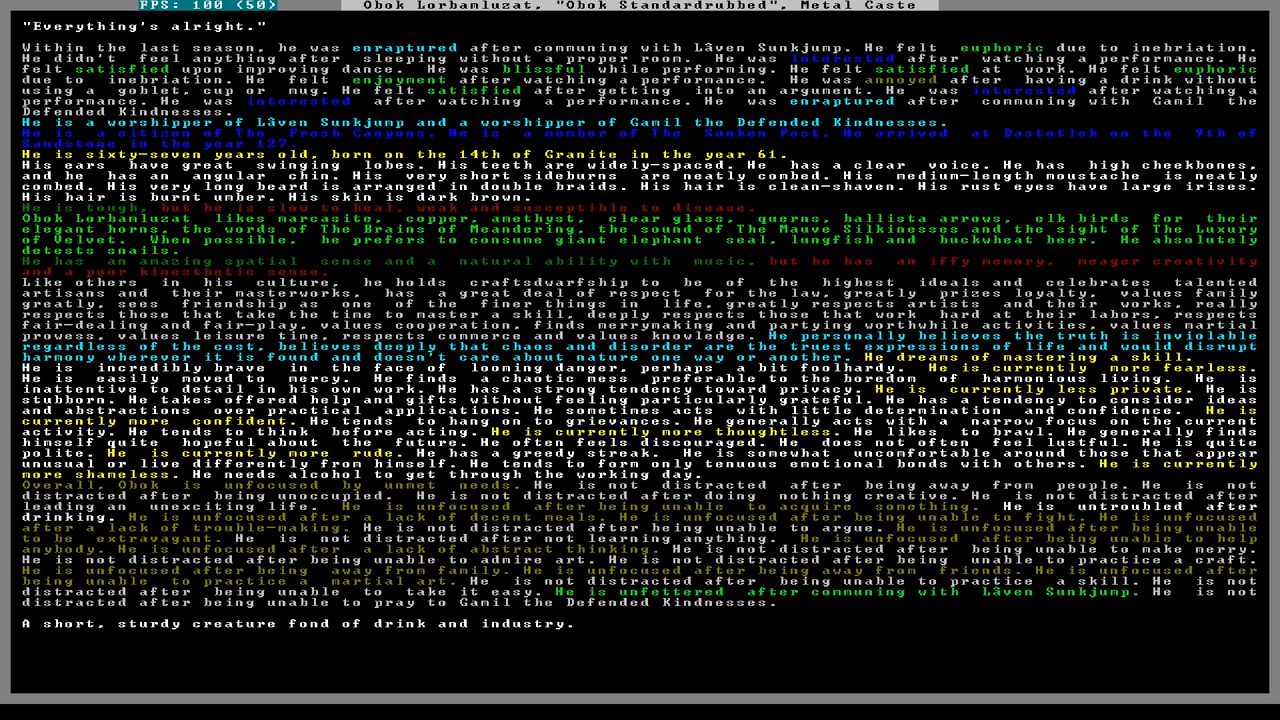 FPS: 100 (50)
Obok Lorbamluzat, "Obok Standardrubbed", Metal Caste
"Everything's alright."
Within the last season, he was enraptured after communing with Lâven Sunkjump. He felt euphoric due to inebriation.
He didn't feel anything after sleeping without a proper room. He was interested after watching a performance. He
felt satisfied upon improving dance. He was blissful while performing. He felt satisfied at work. He felt euphoric
due to inebriation. He felt enjoyment after watching a performance. He was annoyed after having a drink without
using a goblet, cup or mug. He felt satisfied after getting into an argument. He was interested after watching a
performance. He was interested after watching a performance. He was enraptured after communing with Gamil the
Defended Kindnesses.
He is a worshipper of Lâven Sunkjump and a worshipper of Gamil the Defended Kindnesses.
He is a citizen of The Fresh Canyons. He is a member of The Sunken Post. He arrived at Dastotlek on the 9th of
Sandstone in the year 127.
He is sixty-seven years old, born on the 14th of Granite in the year 61.
His ears have great swinging lobes. His teeth are widely-spaced. He has a clear voice. He has high cheekbones,
and he has an angular chin. His very short sideburns are neatly combed. His medium-length moustache is neatly
combed. His very long beard is arranged in double braids. His hair is clean-shaven. His rust eyes have large irises.
His hair is burnt umber. His skin is dark brown.
He is tough, but he is slow to heal, weak and susceptible to disease.
Obok Lorbamluzat likes marcasite, copper, amethyst, clear glass, querns, ballista arrows, elk birds for their
elegant horns, the words of The Brains of Meandering, the sound of The Mauve Silkinesses and the sight of The Luxury
of Velvet. When possible, he prefers to consume giant elephant seal, lungfish and buckwheat beer. He absolutely
detests snails.
He has an amazing spatial sense and a natural ability with music, but he has an iffy memory, meager creativity
and a poor kinesthetic sense.
Like others in his culture, he holds craftsdwarfship to be of the highest ideals and celebrates talented
artisans and their masterworks, has a great deal of respect for the law, greatly prizes loyalty, values family
greatly, sees friendship as one of the finer things in life, greatly respects artists and their works, really
respects those that take the time to master a skill, deeply respects those that work hard at their labors, respects
fair-dealing and fair-play, values cooperation, finds merrymaking and partying worthwhile activities, values martial
prowess, values leisure time, respects commerce and values knowledge. He personally believes the truth is inviolable
regardless of the cost, believes deeply that chaos and disorder are the truest expressions of life and would disrupt
harmony wherever it is found and doesn't care about nature one way or another. He dreams of mastering a skill.
He is incredibly brave in the face of looming danger, perhaps a bit foolhardy. He is currently more fearless.
He is easily moved to mercy. He finds a chaotic mess preferable to the boredom of harmonious living. He is
inattentive to detail in his own work. He has a strong tendency toward privacy. He is currently less private. He is
stubborn. He takes offered help and gifts without feeling particularly grateful. He has a tendency to consider ideas
and abstractions over practical applications. He sometimes acts with little determination and confidence. He is
currently more confident. He tends to hang on to grievances. He generally acts with a narrow focus on the current
activity. He tends to think before acting. He is currently more thoughtless. He likes to brawl. He generally finds
himself quite hopeful about the future. He often feels discouraged. He does not often feel lustful. He is quite
polite. He is currently more rude. He has a greedy streak. He is somewhat uncomfortable around those that appear
unusual or live differently from himself. He tends to form only tenuous emotional bonds with others. He is currently
more shameless. He needs alcohol to get through the working day.
Overall, Obok is unfocused by unmet needs. He is not distracted after being away from people. He is not
distracted after being unoccupied. He is not distracted after doing nothing creative. He is not distracted after
leading an unexciting life. He is unfocused after being unable to acquire something. He is untroubled after
drinking. He is unfocused after a lack of decent meals. He is unfocused after being unable to fight. He is unfocused
after a lack of trouble-making. He is not distracted after being unable to argue. He is unfocused after being unable
to be extravagant. He is not distracted after not learning anything. He is unfocused after being unable to help
anybody. He is unfocused after a lack of abstract thinking. He is not distracted after being unable to make merry.
He is not distracted after being unable to admire art. He is not distracted after being unable to practice a craft.
He is unfocused after being away from family. He is unfocused after being away from friends. He is unfocused after
being unable to practice a martial art. He is not distracted after being unable to practice a skill. He is not
distracted after being unable to take it easy. He is unfettered after communing with Lâven Sunkjump. He is not
distracted after being unable to pray to Gamil the Defended Kindnesses.
A short, sturdy creature fond of drink and industry.